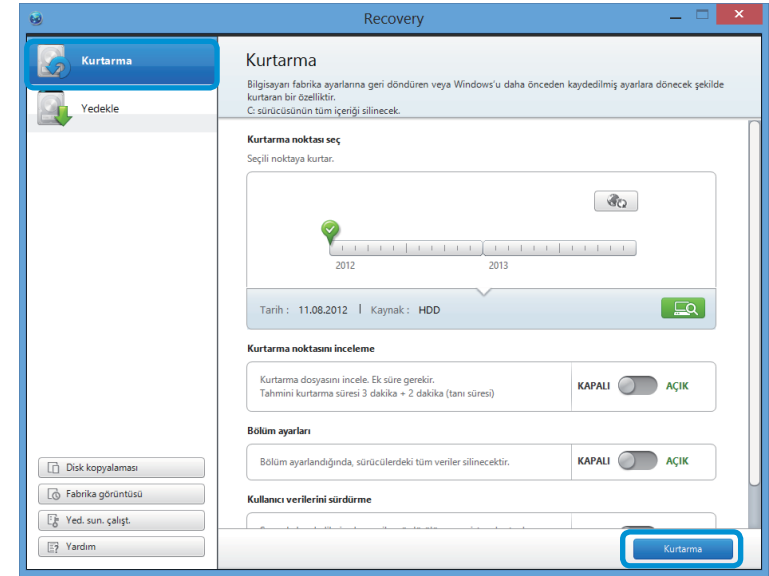 Recovery
Kurtarma
Yedekle
Disk kopyalaması
Fabrika görüntüsü
Yed. sun. çalışt.
Yardım
Kurtarma
Bilgisayarı fabrika ayarlarına geri döndüren veya Windows'u daha önceden kaydedilmiş ayarlara dönecek şekilde
kurtaran bir özelliktir.
C: sürücüsünün tüm içeriği silinecek.
Kurtarma noktası seç
Seçili noktaya kurtar.
2012 2013
Tarih : 11.08.2012 | Kaynak : HDD
Kurtarma noktasını inceleme
Kurtarma dosyasını incele. Ek süre gerekir.
Tahmini kurtarma süresi 3 dakika + 2 dakika (tanı süresi)
KAPALI AÇIK
Bölüm ayarları
Bölüm ayarlandığında, sürücülerdeki tüm veriler silinecektir.
KAPALI AÇIK
Kullanıcı verilerini sürdürme
Kurtarma